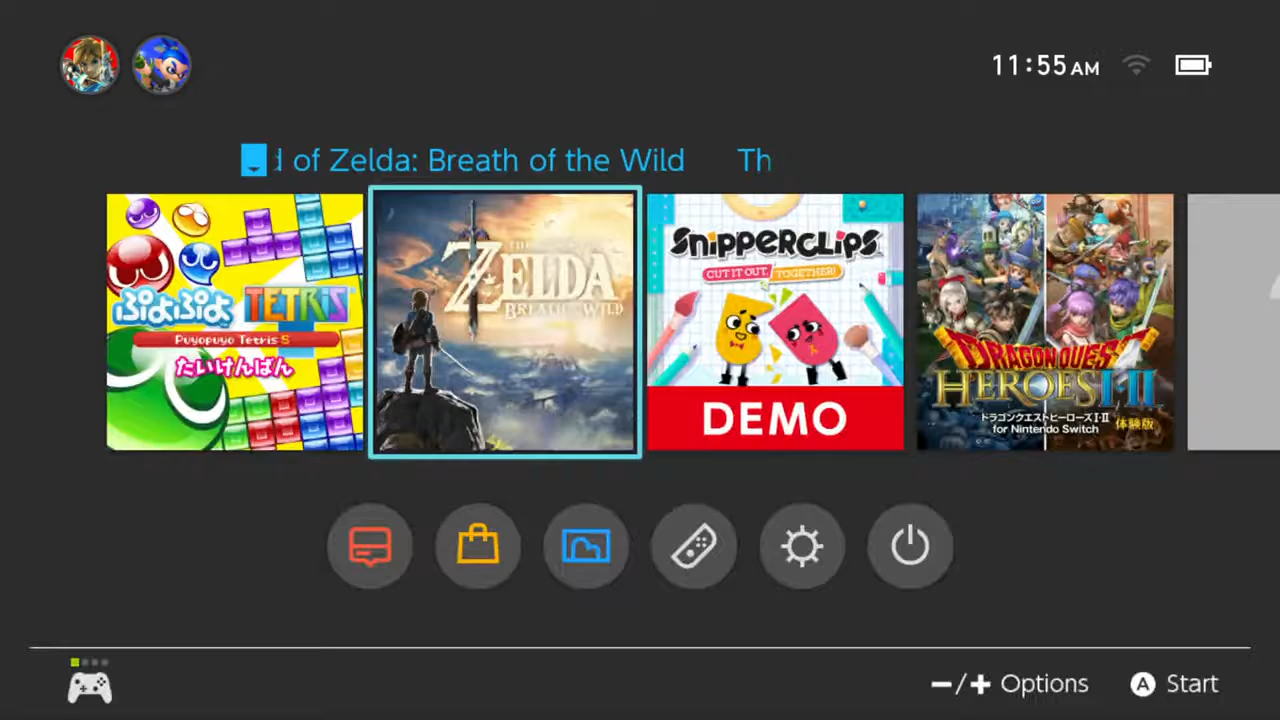 11:55AM
d of Zelda: Breath of the Wild Th
ぷよぷよ TETRiS
Puyopuyo Tetris S
たいけんばん
THE LEGEND OF
ZELDA
BREATH OF THE WILD
SNIPPERCLIPS
CUT IT OUT, TOGETHER!
DEMO
DRAGON QUEST
HEROES I·II
ドラゴンクエストヒーローズ I·II
for Nintendo Switch 体験版
−/+ Options
A Start